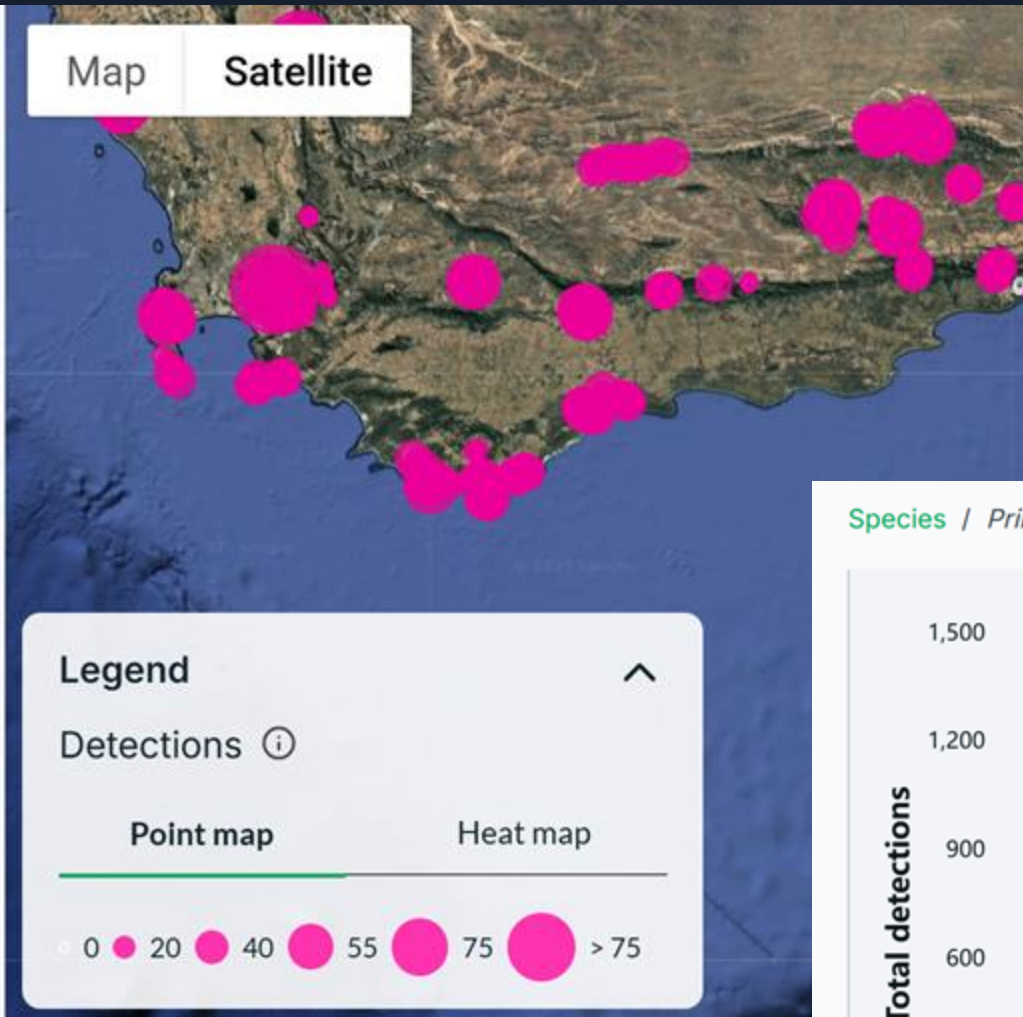 Map Satellite
Legend
Detections
Point map Heat map
0 20 40 55 75 > 75
Species / Pri
1,500
1,200
900
600
Total detections